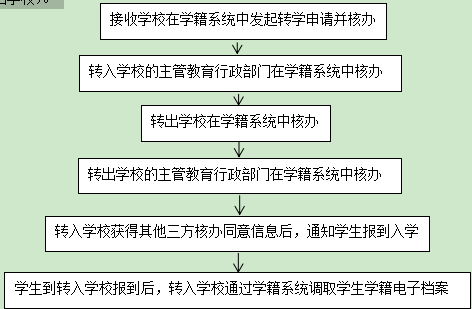 接收学校在学籍系统中发起转学申请并核办
转入学校的主管教育行政部门在学籍系统中核办
转出学校在学籍系统中核办
转出学校的主管教育行政部门在学籍系统中核办
转入学校获得其他三方核办同意信息后，通知学生报到入学
学生到转入学校报到后，转入学校通过学籍系统调取学生学籍电子档案